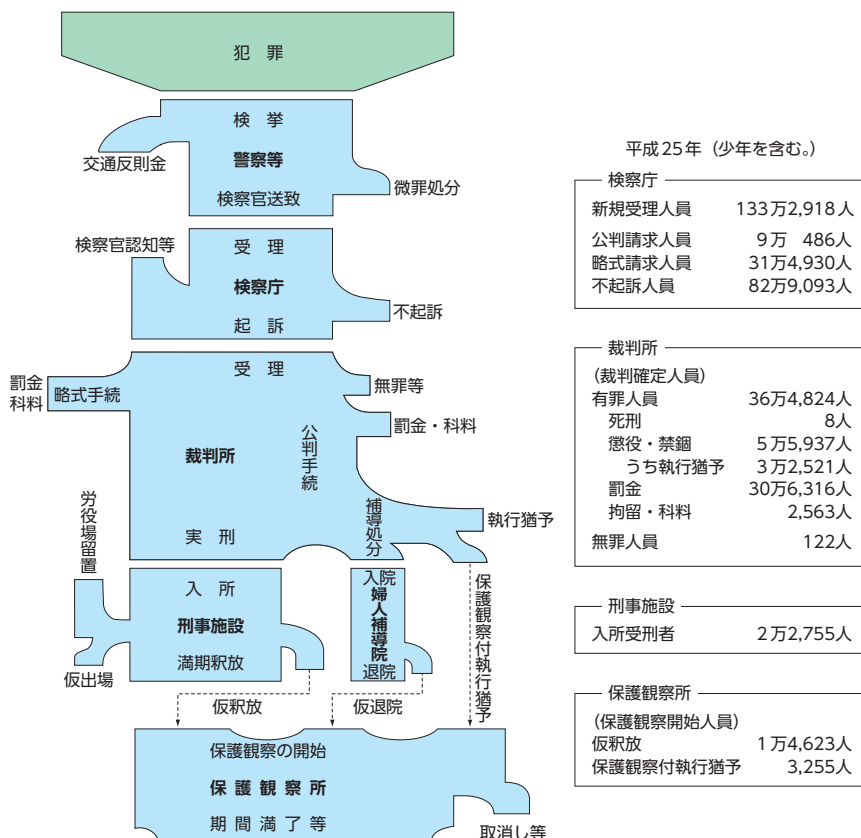 犯 罪
検 挙
警察等
検察官送致
交通反則金
微罪処分
検察官認知等
受 理
検察庁
起 訴
不起訴
受 理
罰金
科料
略式手続
無罪等
罰金・科料
公判手続
裁判所
補導処分
執行猶予
実 刑
労役場留置
入 所
刑事施設
満期釈放
仮出場
入院
婦人補導院
退院
保護観察付執行猶予
仮釈放
仮退院
保護観察の開始
保 護 観 察 所
期 間 満 了 等
取消し等
平成25年(少年を含む。)
検察庁
新規受理人員 133万2,918人
公判請求人員 9万 486人
略式請求人員 31万4,930人
不起訴人員 82万9,093人
裁判所
(裁判確定人員)
有罪人員 36万4,824人
死刑 8人
懲役・禁錮 5万5,937人
うち執行猶予 3万2,521人
罰金 30万6,316人
拘留・科料 2,563人
無罪人員 122人
刑事施設
入所受刑者 2万2,755人
保護観察所
(保護観察開始人員)
仮釈放 1万4,623人
保護観察付執行猶予 3,255人